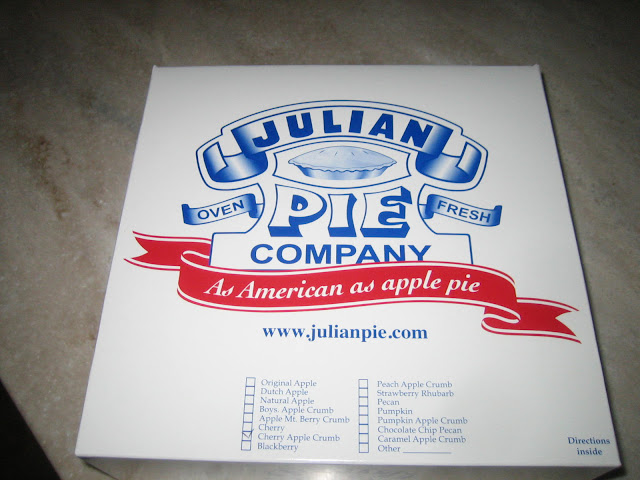 JULIAN
PIE
OVEN FRESH
COMPANY
As American as apple pie
www.julianpie.com
Original Apple
Dutch Apple
Natural Apple
Boys. Apple Crumb
Apple Mt. Berry Crumb
Cherry
Cherry Apple Crumb
Blackberry
Peach Apple Crumb
Strawberry Rhubarb
Pecan
Pumpkin
Pumpkin Apple Crumb
Chocolate Chip Pecan
Caramel Apple Crumb
Other
Directions
inside